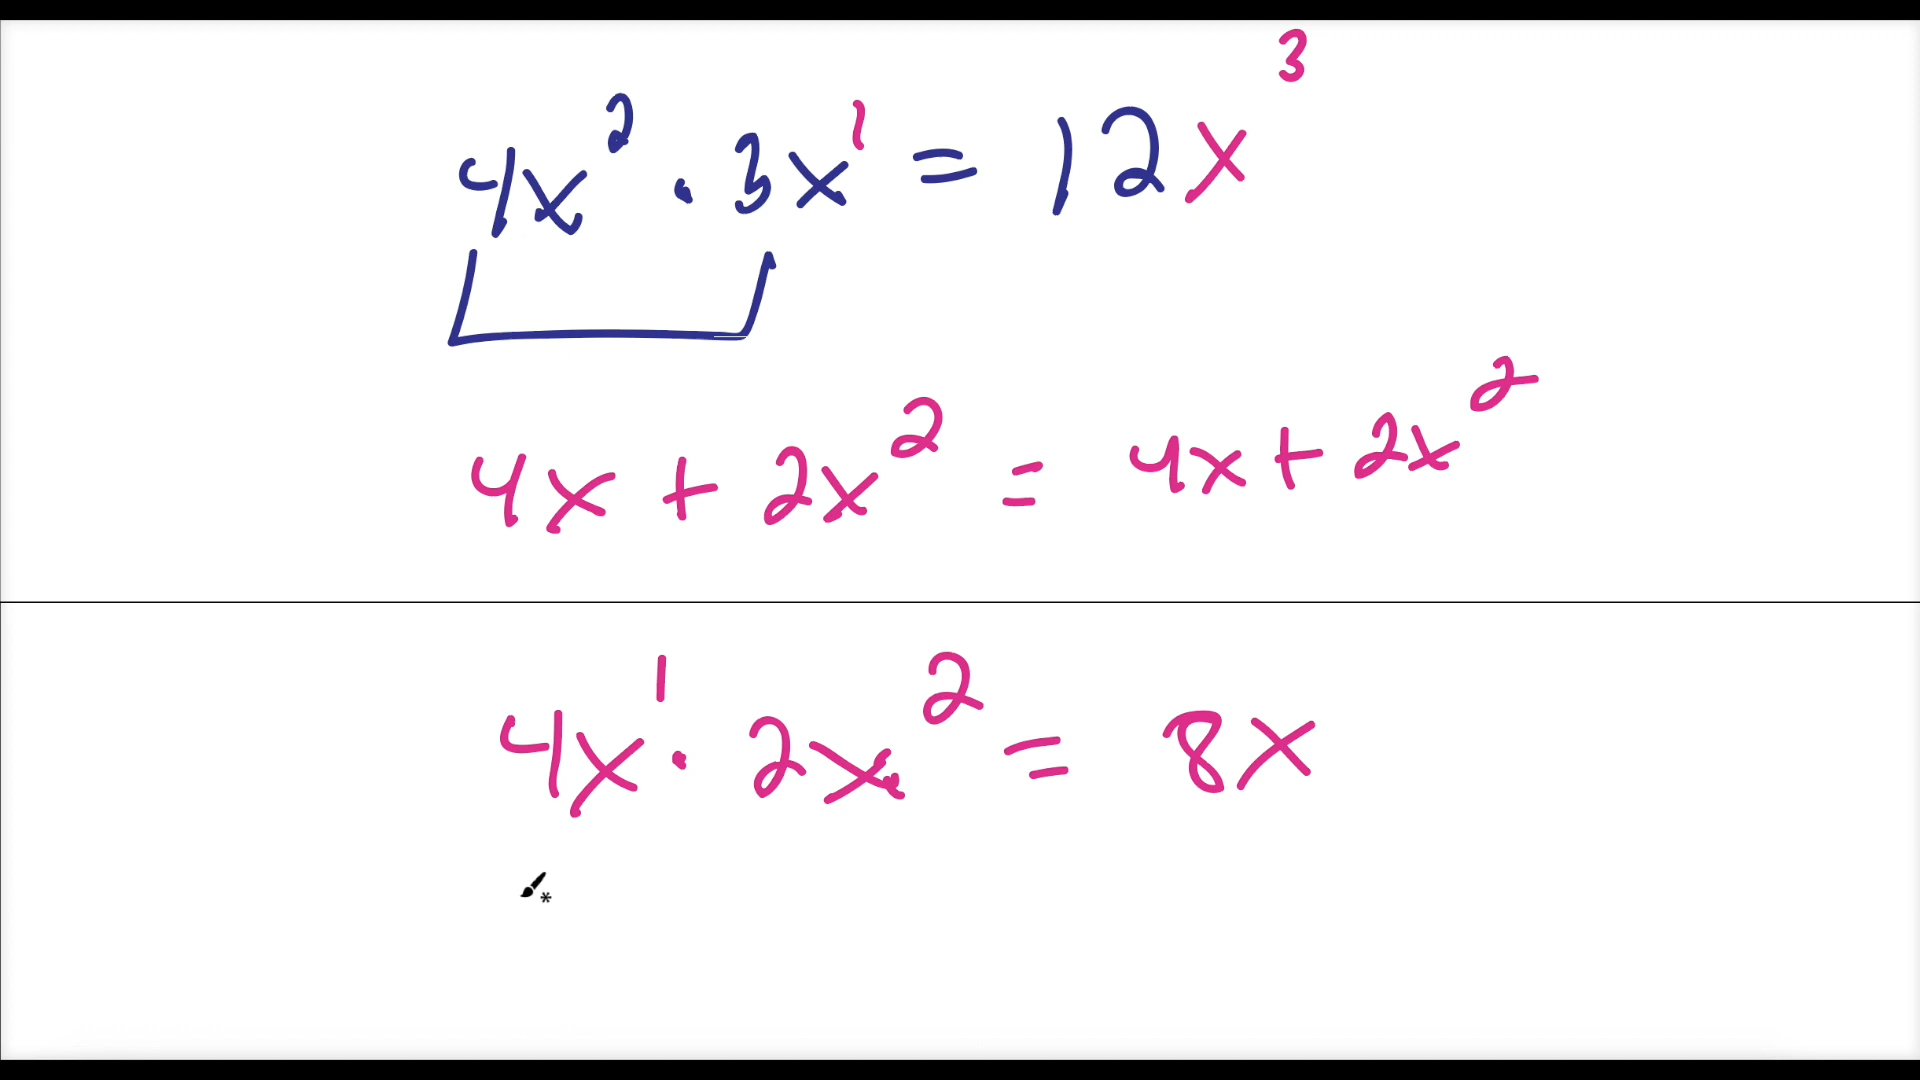 4x² · 3x¹ = 12x³
4x + 2x² = 4x + 2x²
4x¹ · 2x² = 8x